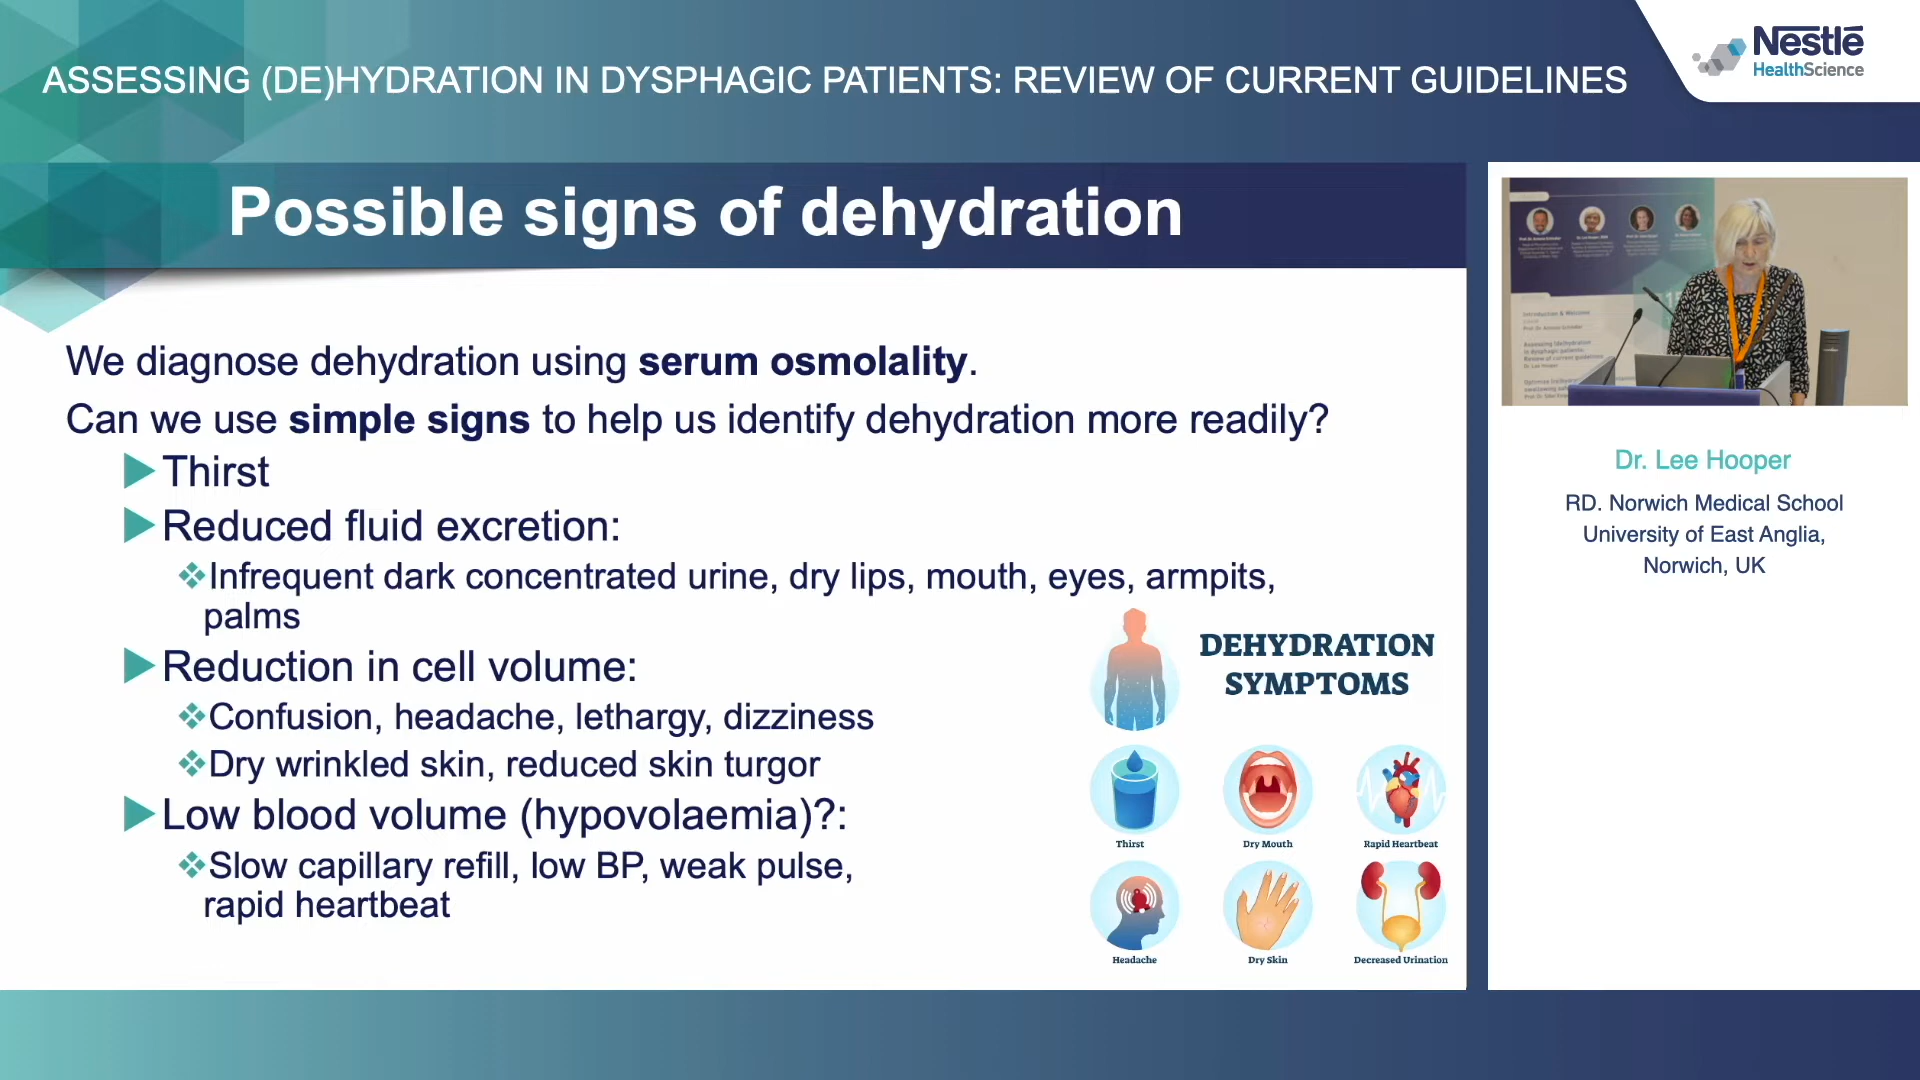 ASSESSING (DE)HYDRATION IN DYSPHAGIC PATIENTS: REVIEW OF CURRENT GUIDELINES
Nestlé
HealthScience
Possible signs of dehydration
We diagnose dehydration using serum osmolality.
Can we use simple signs to help us identify dehydration more readily?
Thirst
Reduced fluid excretion:
Infrequent dark concentrated urine, dry lips, mouth, eyes, armpits,
palms
Reduction in cell volume:
Confusion, headache, lethargy, dizziness
Dry wrinkled skin, reduced skin turgor
Low blood volume (hypovolaemia)?:
Slow capillary refill, low BP, weak pulse,
rapid heartbeat
DEHYDRATION
SYMPTOMS
Thirst
Dry Mouth
Rapid Heartbeat
Headache
Dry Skin
Decreased Urination
Introduction & Welcome
Dr. Lee Hooper
RD. Norwich Medical School
University of East Anglia,
Norwich, UK